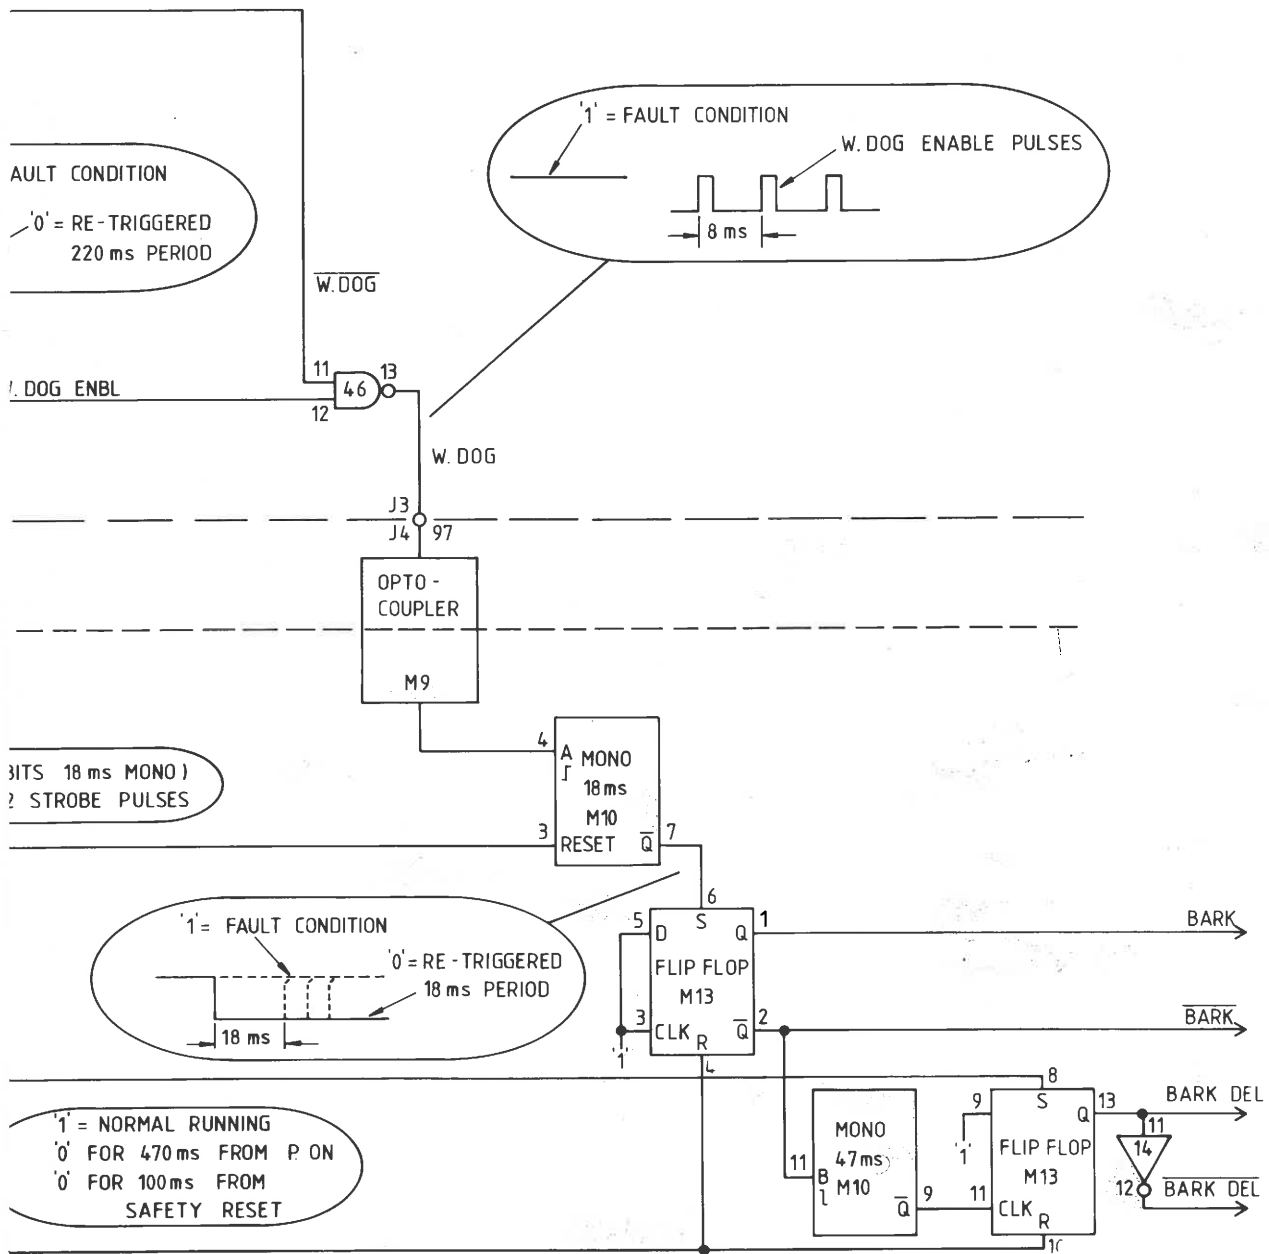 '1' = FAULT CONDITION
W. DOG ENABLE PULSES
8 ms
AULT CONDITION
'0' = RE-TRIGGERED
220 ms PERIOD
W. DOG
11
13
46
12
. DOG ENBL
W. DOG
J3
J4
97
OPTO -
COUPLER
M9
BITS 18 ms MONO)
STROBE PULSES
4
A
MONO
18 ms
M10
3
RESET
Q
7
'1' = FAULT CONDITION
'0' = RE-TRIGGERED
18 ms PERIOD
18 ms
6
5
D
S
Q
1
BARK
FLIP FLOP
M13
3
CLK
R
Q
2
BARK
'1'
4
'1' = NORMAL RUNNING
'0' FOR 470 ms FROM P. ON
'0' FOR 100 ms FROM
SAFETY RESET
8
9
S
Q
13
BARK DEL
MONO
47 ms
M10
11
B
Q
9
'1'
FLIP FLOP
M13
11
CLK
R
11
14
12
BARK DEL